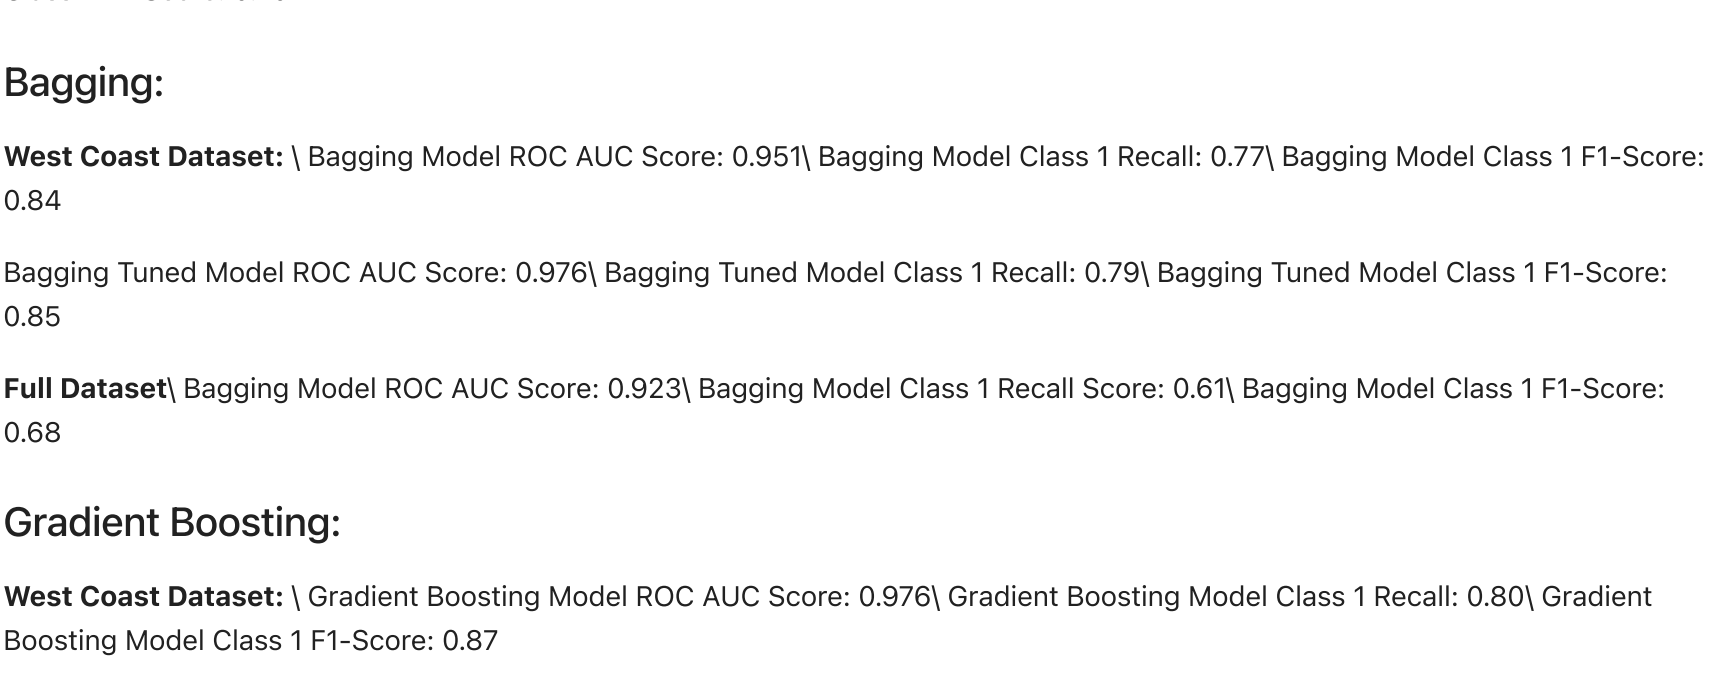 Bagging:
West Coast Dataset: \ Bagging Model ROC AUC Score: 0.951\ Bagging Model Class 1 Recall: 0.77\ Bagging Model Class 1 F1-Score:
0.84
Bagging Tuned Model ROC AUC Score: 0.976\ Bagging Tuned Model Class 1 Recall: 0.79\ Bagging Tuned Model Class 1 F1-Score:
0.85
Full Dataset\ Bagging Model ROC AUC Score: 0.923\ Bagging Model Class 1 Recall Score: 0.61\ Bagging Model Class 1 F1-Score:
0.68
Gradient Boosting:
West Coast Dataset: \ Gradient Boosting Model ROC AUC Score: 0.976\ Gradient Boosting Model Class 1 Recall: 0.80\ Gradient
Boosting Model Class 1 F1-Score: 0.87